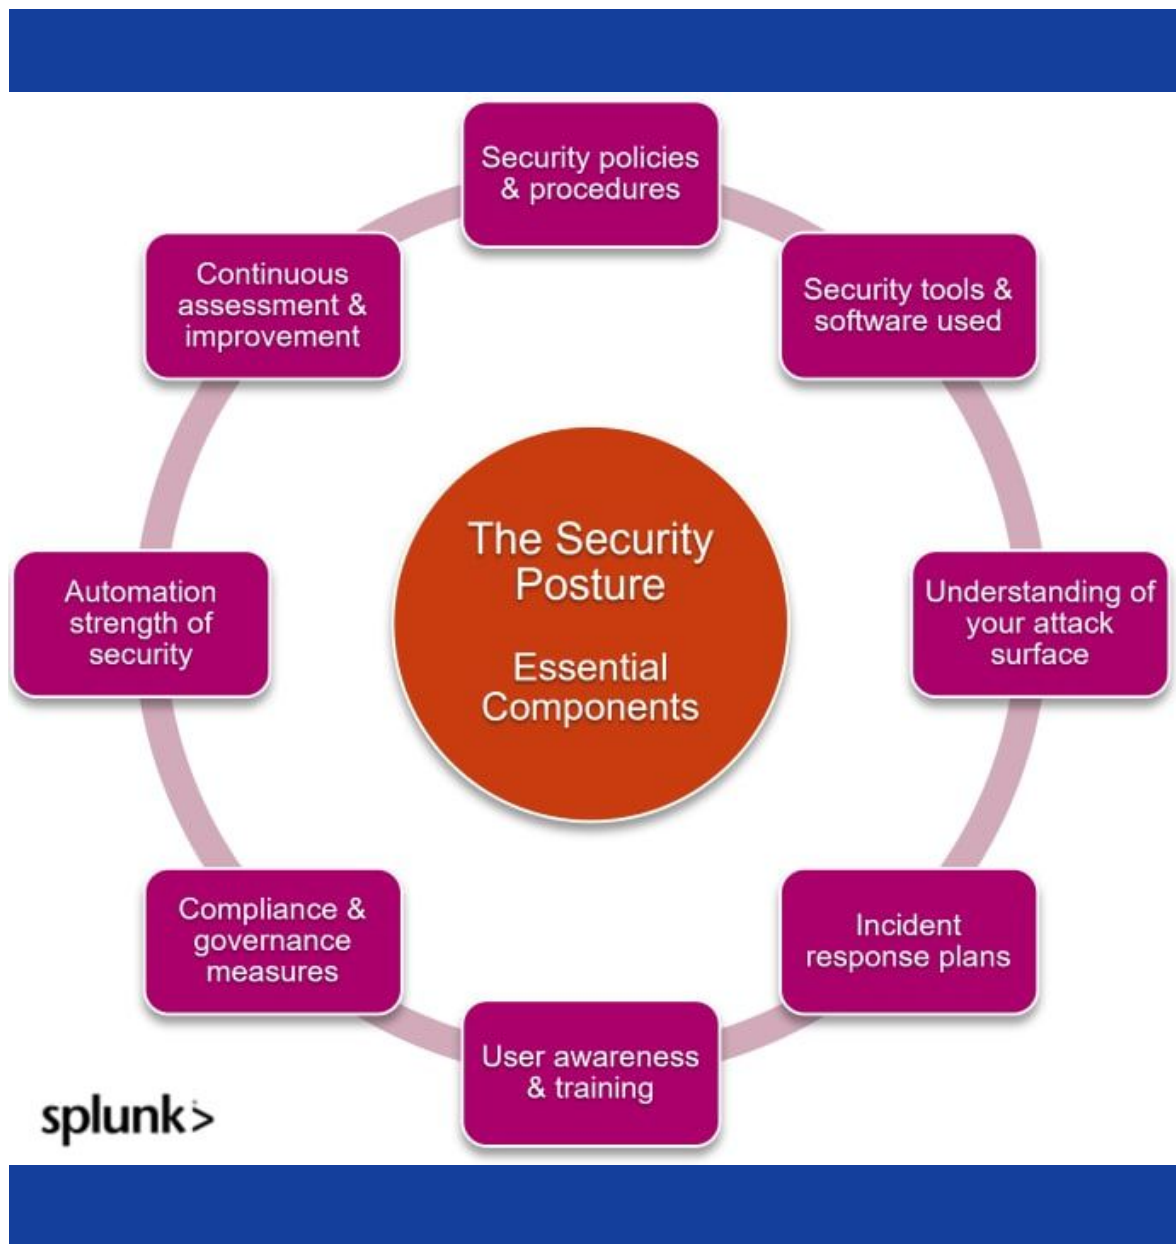 Security policies
& procedures
Security tools &
software used
Understanding of
your attack
surface
Incident
response plans
User awareness
& training
Compliance &
governance
measures
Automation
strength of
security
Continuous
assessment &
improvement
The Security
Posture
Essential
Components
splunk>